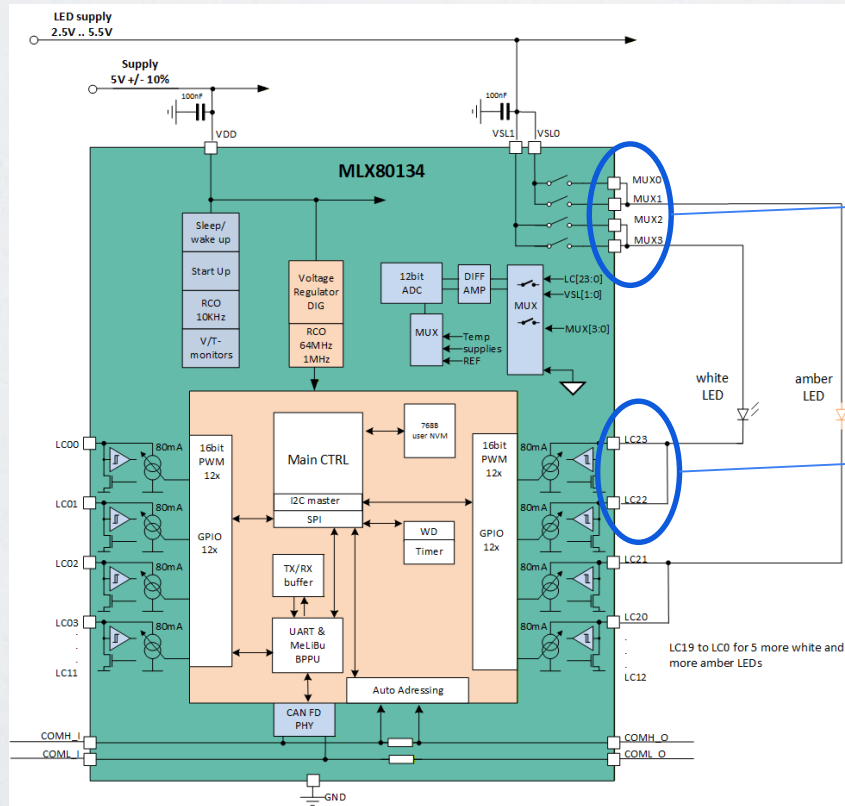 LED supply
2.5V .. 5.5V
Supply
5V +/- 10%
100nF
100nF
VDD
VSL1
VSL0
MLX80134
MUX0
MUX1
MUX2
MUX3
Sleep/
wake up
Start Up
RCO
10KHz
V/T-
monitors
Voltage
Regulator
DIG
RCO
64MHz
1MHz
12bit
ADC
DIFF
AMP
MUX
LC[23:0]
VSL[1:0]
MUX[3:0]
MUX
Temp
supplies
REF
white
LED
amber
LED
LC00
80mA
LC01
80mA
LC02
80mA
LC03
80mA
.
.
LC11
16bit
PWM
12x
GPIO
12x
Main CTRL
I2C master
SPI
768B
user NVM
WD
Timer
TX/RX
buffer
UART &
MeLiBu
BPPU
Auto Adressing
CAN FD
PHY
16bit
PWM
12x
GPIO
12x
80mA
LC23
80mA
LC22
80mA
LC21
80mA
LC20
.
.
LC12
LC19 to LC0 for 5 more white and
more amber LEDs
COMH_I
COML_I
COMH_O
COML_O
GND